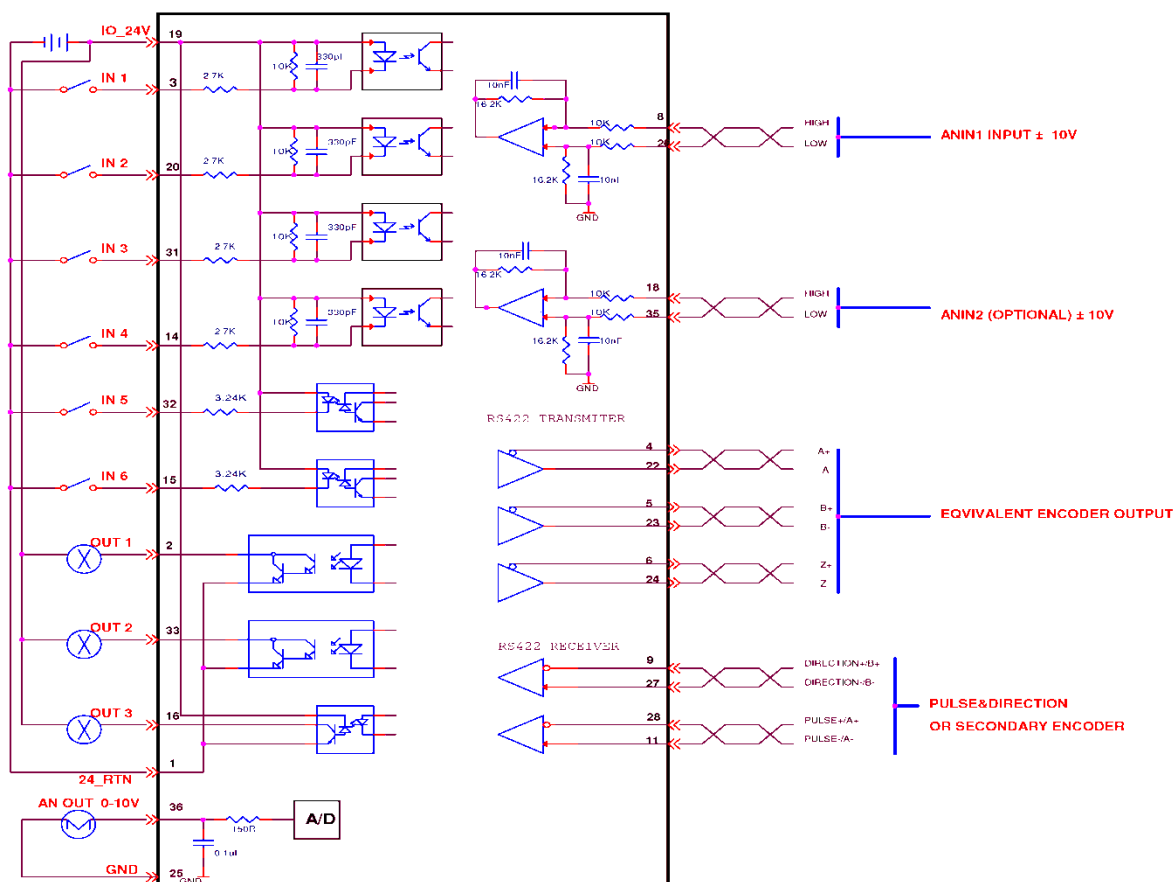 IO_24V
19
IN 1
3
2.7K
10K
330pF
IN 2
20
2.7K
10K
330pF
IN 3
31
2.7K
10K
330pF
IN 4
14
2.7K
10K
330pF
IN 5
32
3.24K
IN 6
15
3.24K
OUT 1
2
OUT 2
33
OUT 3
16
1
24_RTN
AN OUT 0-10V
36
150R
A/D
0.1uF
GND
25
GND
10nF
16.2K
10K
10K
8
26
HIGH
LOW
ANIN1 INPUT ± 10V
16.2K
10nF
GND
10nF
16.2K
10K
10K
18
35
HIGH
LOW
ANIN2 (OPTIONAL) ± 10V
16.2K
10nF
GND
RS422 TRANSMITER
4
22
A+
A
5
23
B+
B-
EQVIVALENT ENCODER OUTPUT
6
24
Z+
Z
RS422 RECEIVER
9
27
DIRECTION+/B+
DIRECTION-/B-
28
11
PULSE+/A+
PULSE-/A-
PULSE&DIRECTION
OR SECONDARY ENCODER